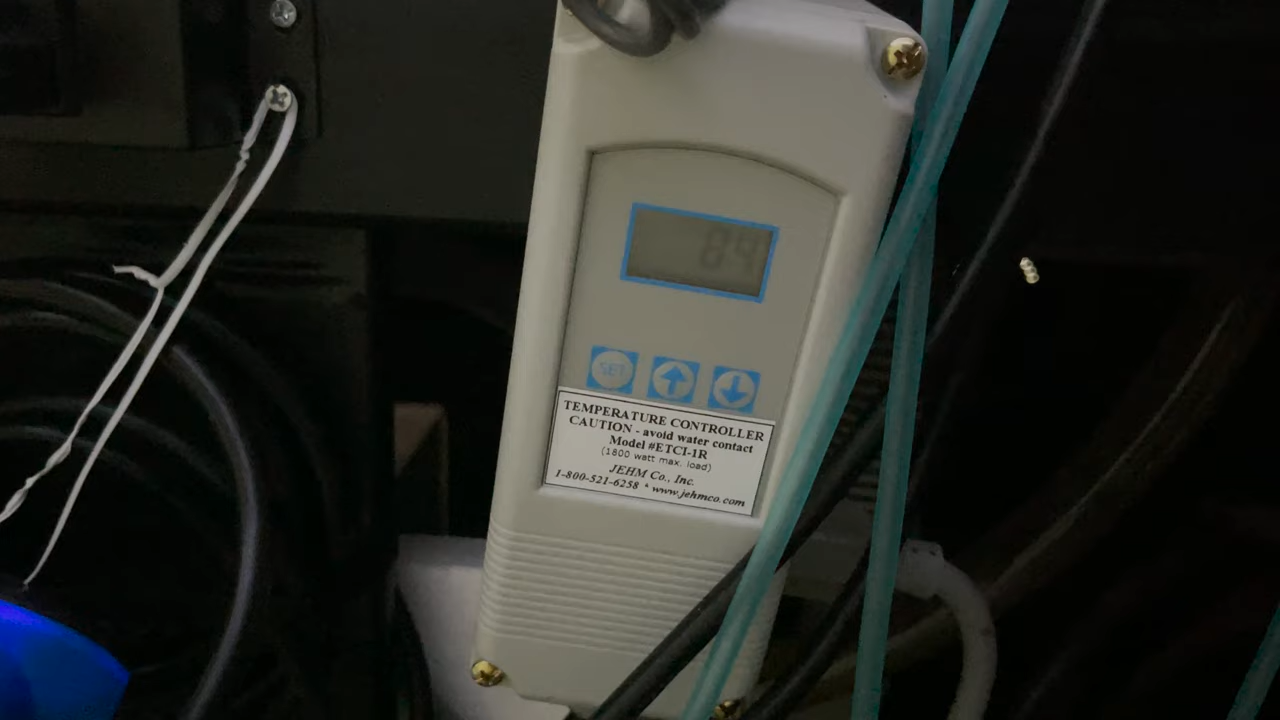 84
SET
TEMPERATURE CONTROLLER
CAUTION - avoid water contact
Model #ETCI-1R
(1800 watt max. load)
JEHM Co., Inc.
1-800-521-6258 * www.jehmco.com